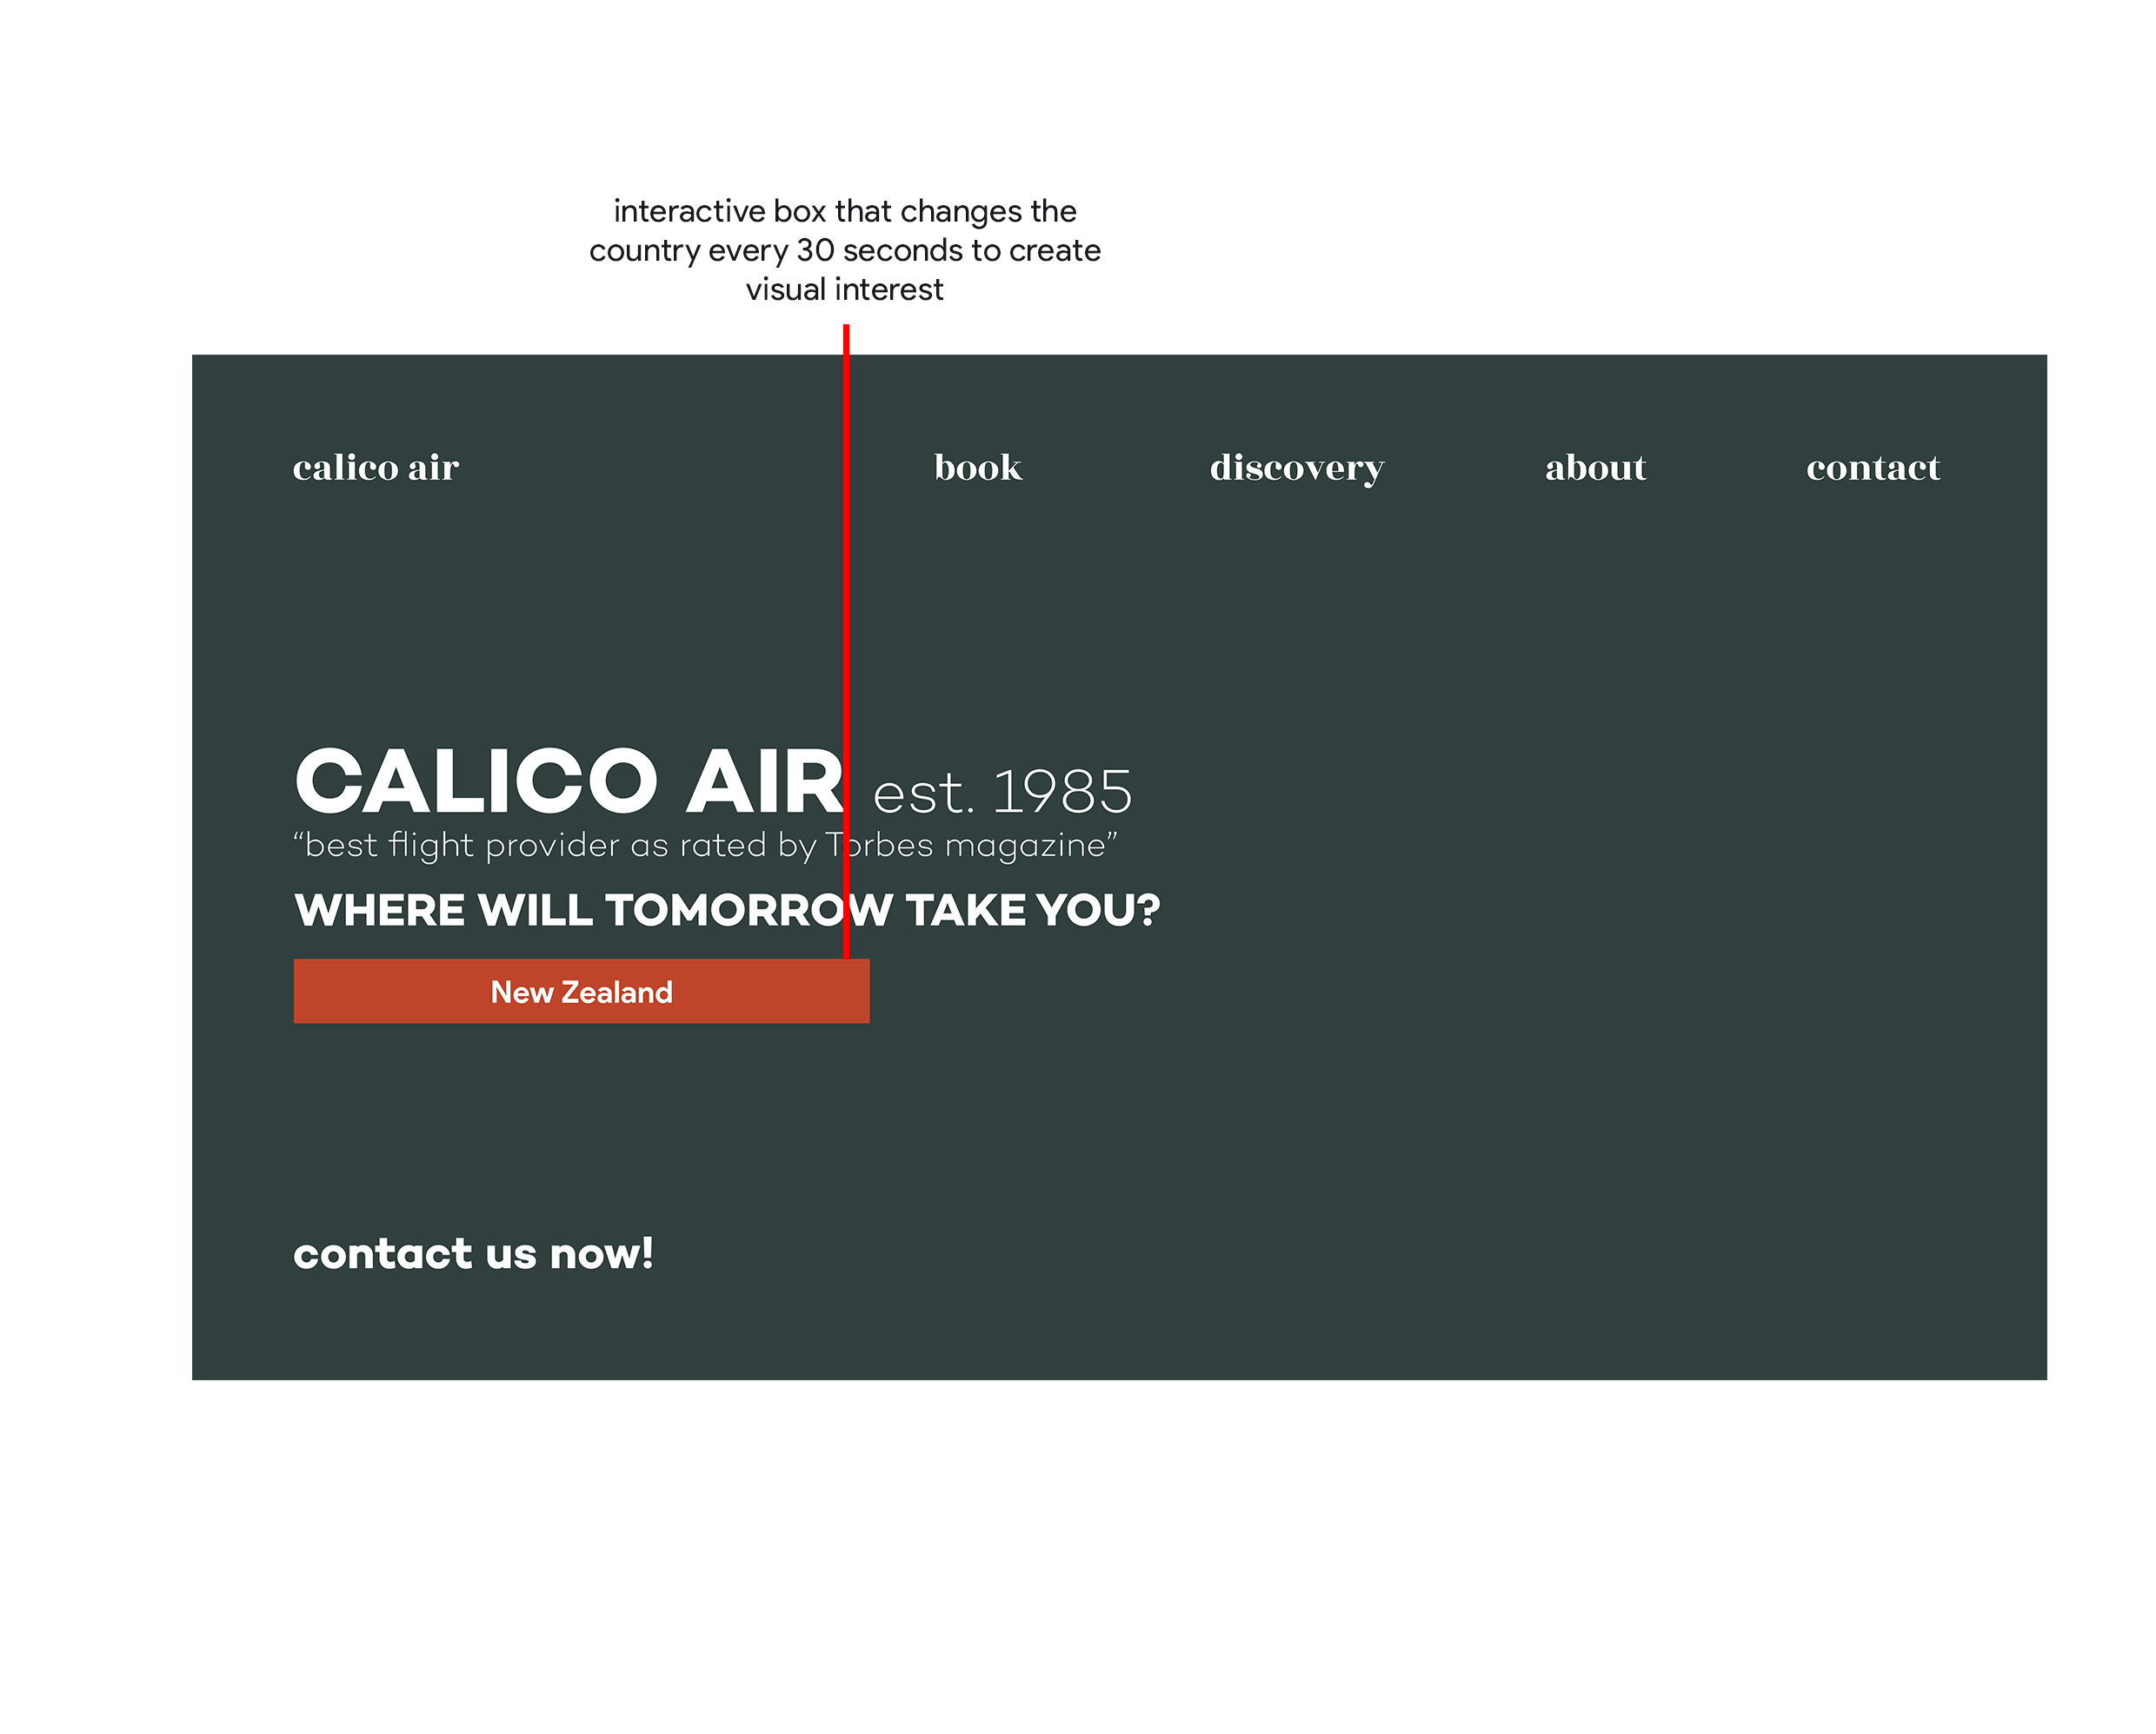 interactive box that changes the
country every 30 seconds to create
visual interest
calico air book discovery about contact
CALICO AIR est. 1985
“best flight provider as rated by Torbes magazine”
WHERE WILL TOMORROW TAKE YOU?
New Zealand
contact us now!